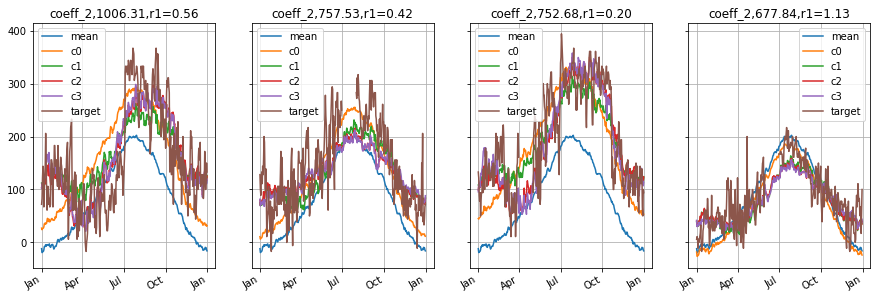 coeff_2,1006.31,r1=0.56
coeff_2,757.53,r1=0.42
coeff_2,752.68,r1=0.20
coeff_2,677.84,r1=1.13
400
300
200
100
0
mean
c0
c1
c2
c3
target
Jan
Apr
Jul
Oct
Jan
mean
c0
c1
c2
c3
target
Jan
Apr
Jul
Oct
Jan
mean
c0
c1
c2
c3
target
Jan
Apr
Jul
Oct
Jan
mean
c0
c1
c2
c3
target
Jan
Apr
Jul
Oct
Jan